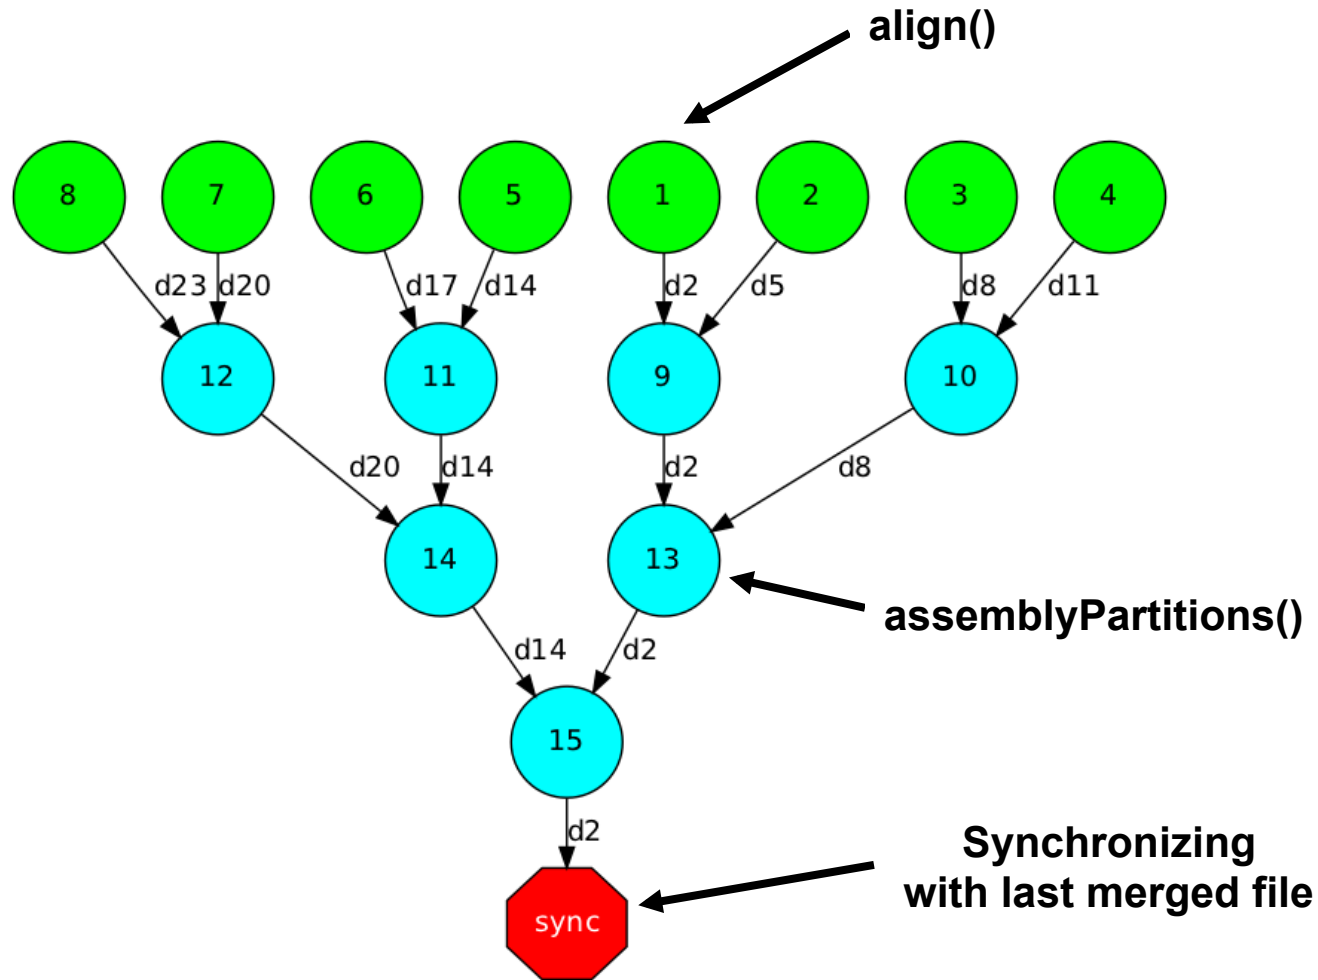 align()
8
7
6
5
1
2
3
4
d23
d20
d17
d14
d2
d5
d8
d11
12
11
9
10
d20
d14
d2
d8
14
13
assemblyPartitions()
d14
d2
15
d2
Synchronizing
with last merged file
sync